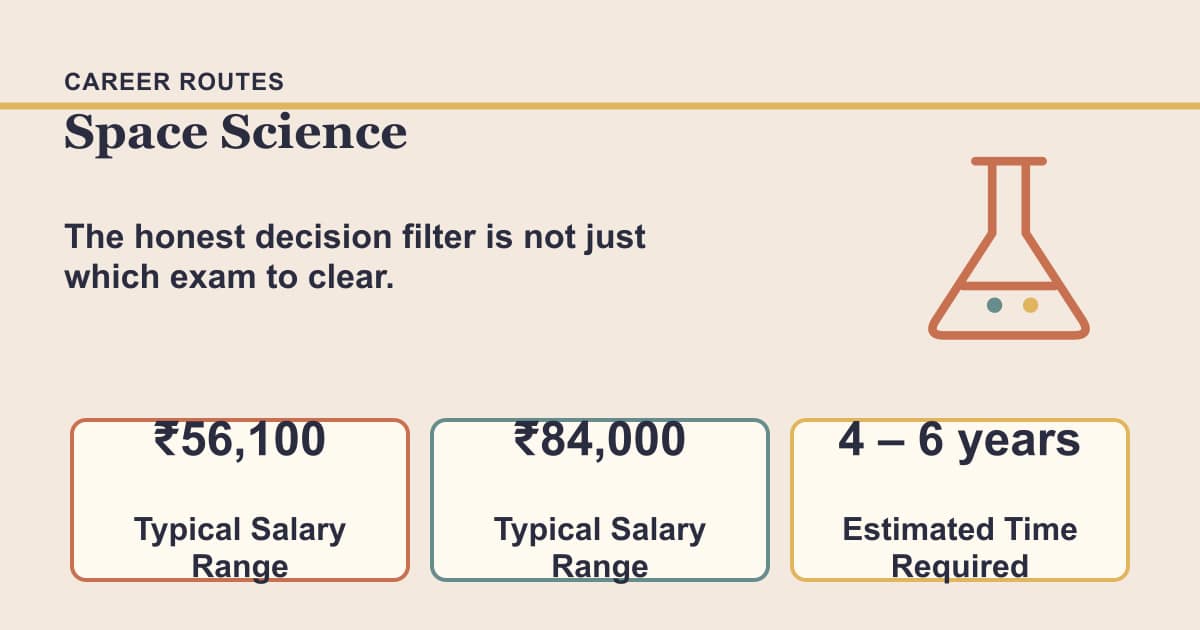 CAREER ROUTES
Space Science
The honest decision filter is not just
which exam to clear.
₹56,100
Typical Salary
Range
₹84,000
Typical Salary
Range
4 – 6 years
Estimated Time
Required